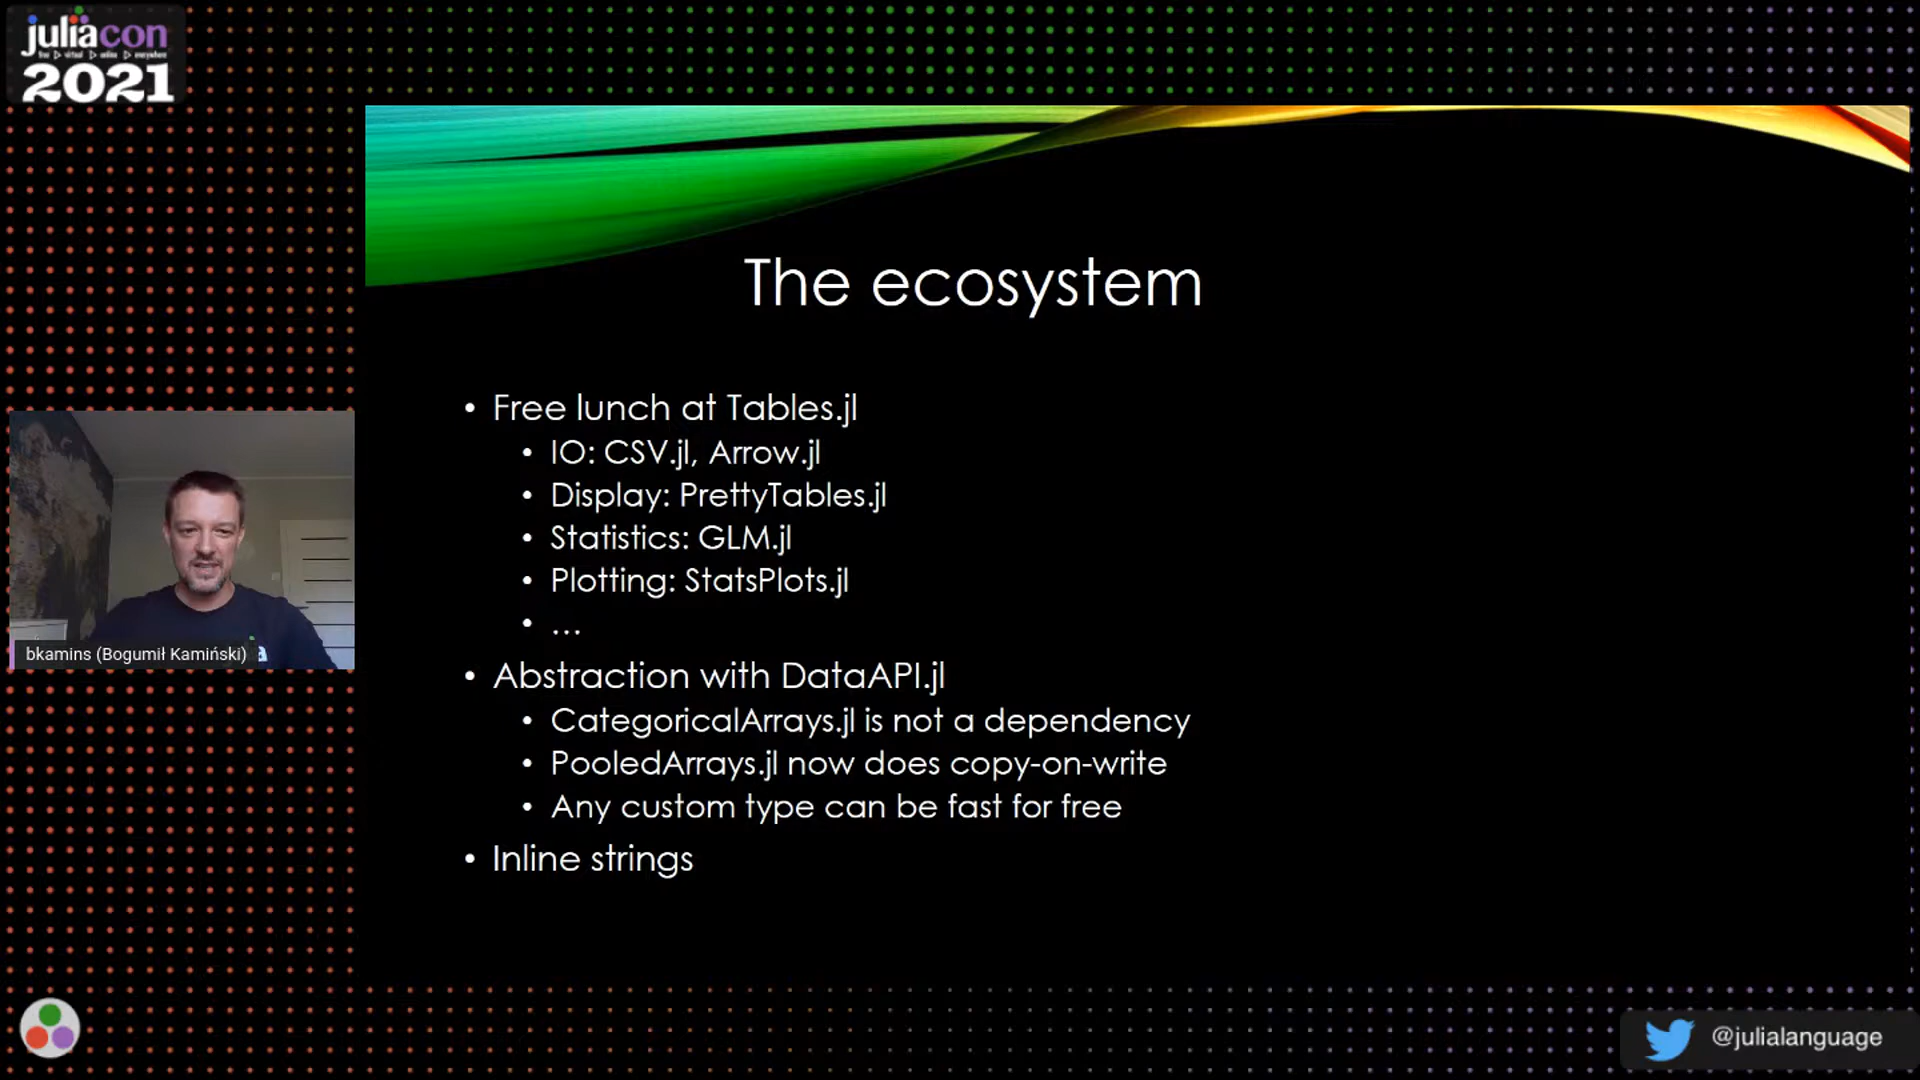 juliacon
2021
The ecosystem
• Free lunch at Tables.jl
• IO: CSV.jl, Arrow.jl
• Display: PrettyTables.jl
• Statistics: GLM.jl
• Plotting: StatsPlots.jl
• ...
• Abstraction with DataAPI.jl
• CategoricalArrays.jl is not a dependency
• PooledArrays.jl now does copy-on-write
• Any custom type can be fast for free
• Inline strings
bkamins (Bogumił Kamiński)
@julialanguage